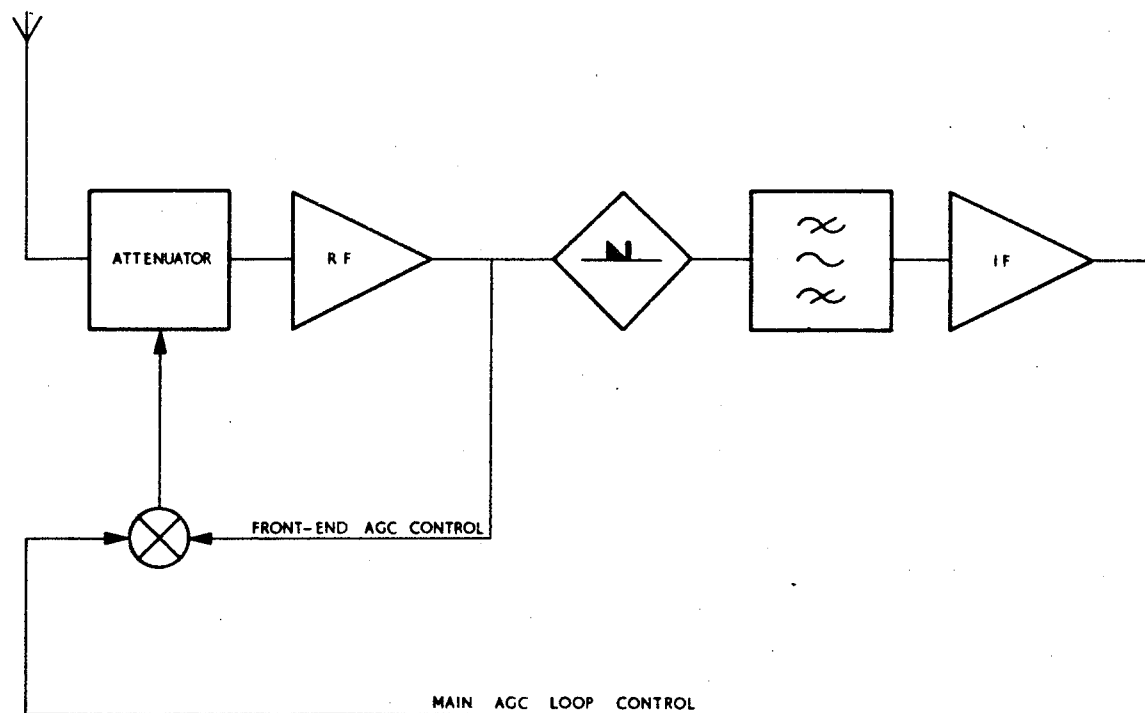 ATTENUATOR
RF
IF
FRONT-END AGC CONTROL
MAIN AGC LOOP CONTROL